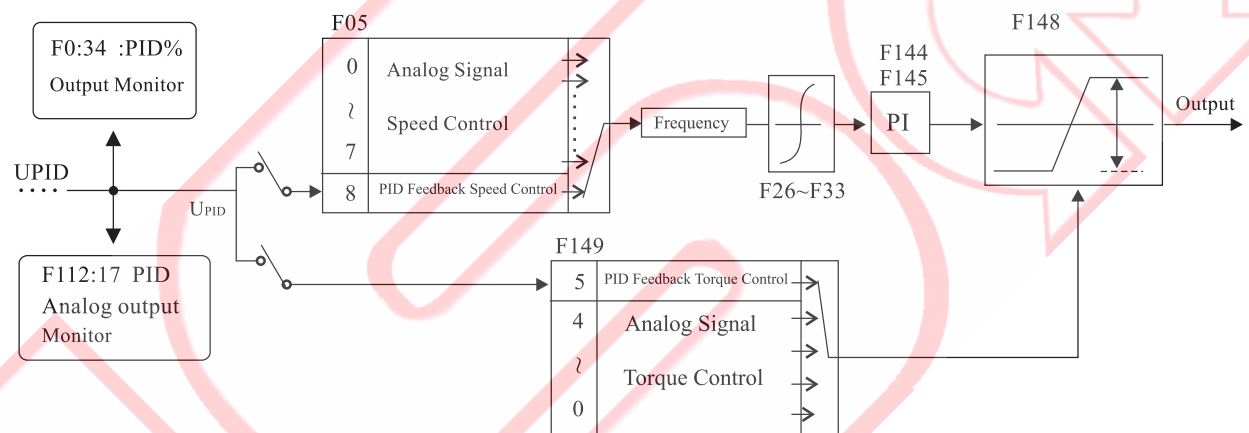 F0:34 :PID%
Output Monitor
UPID
....
UPID
F112:17 PID
Analog output
Monitor
F05
0
Analog Signal
~
Speed Control
7
8
PID Feedback Speed Control
Frequency
F26~F33
F144
F145
PI
F148
Output
F149
5
PID Feedback Torque Control
4
Analog Signal
~
Torque Control
0